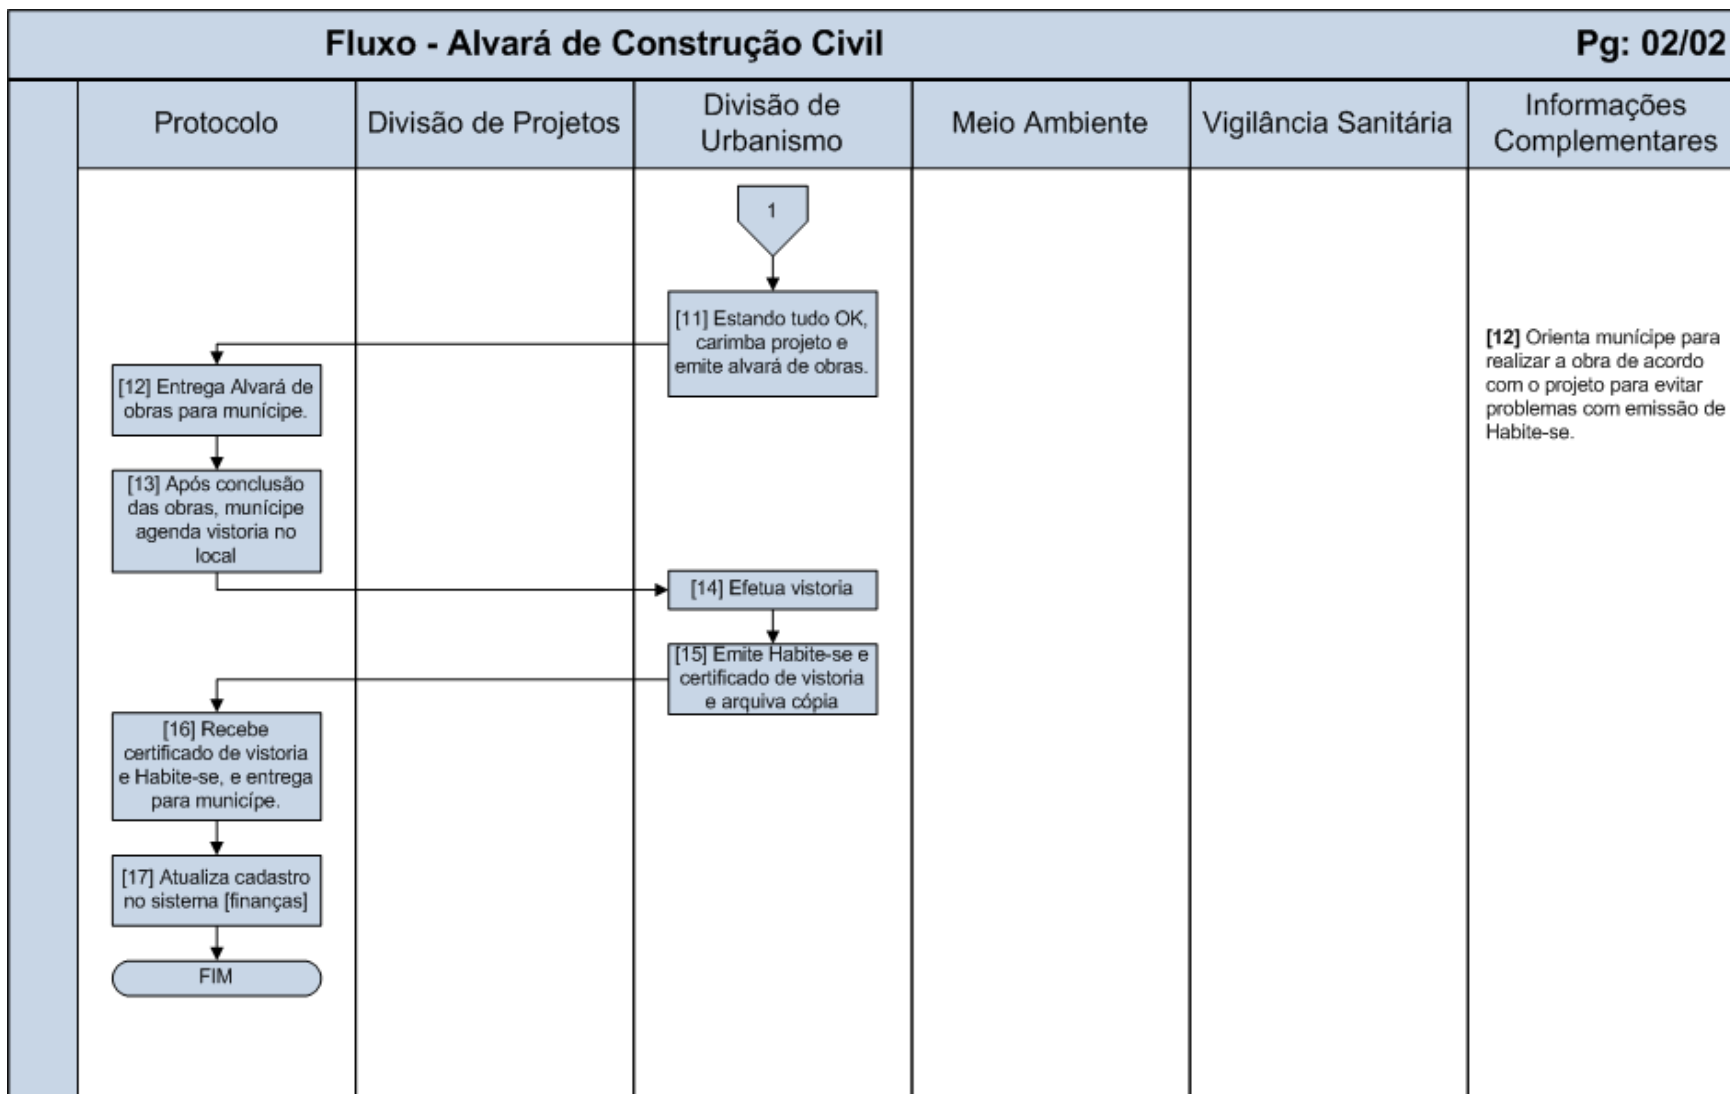 Fluxo - Alvará de Construção Civil
Pg: 02/02
Protocolo
Divisão de Projetos
Divisão de
Urbanismo
Meio Ambiente
Vigilância Sanitária
Informações
Complementares
1
[11] Estando tudo OK,
carimba projeto e
emite alvará de obras.
[12] Orienta munícipe para
realizar a obra de acordo
com o projeto para evitar
problemas com emissão de
Habite-se.
[12] Entrega Alvará de
obras para munícipe.
[13] Após conclusão
das obras, munícipe
agenda vistoria no
local
[14] Efetua vistoria
[15] Emite Habite-se e
certificado de vistoria
e arquiva cópia
[16] Recebe
certificado de vistoria
e Habite-se, e entrega
para municípe.
[17] Atualiza cadastro
no sistema [finanças]
FIM